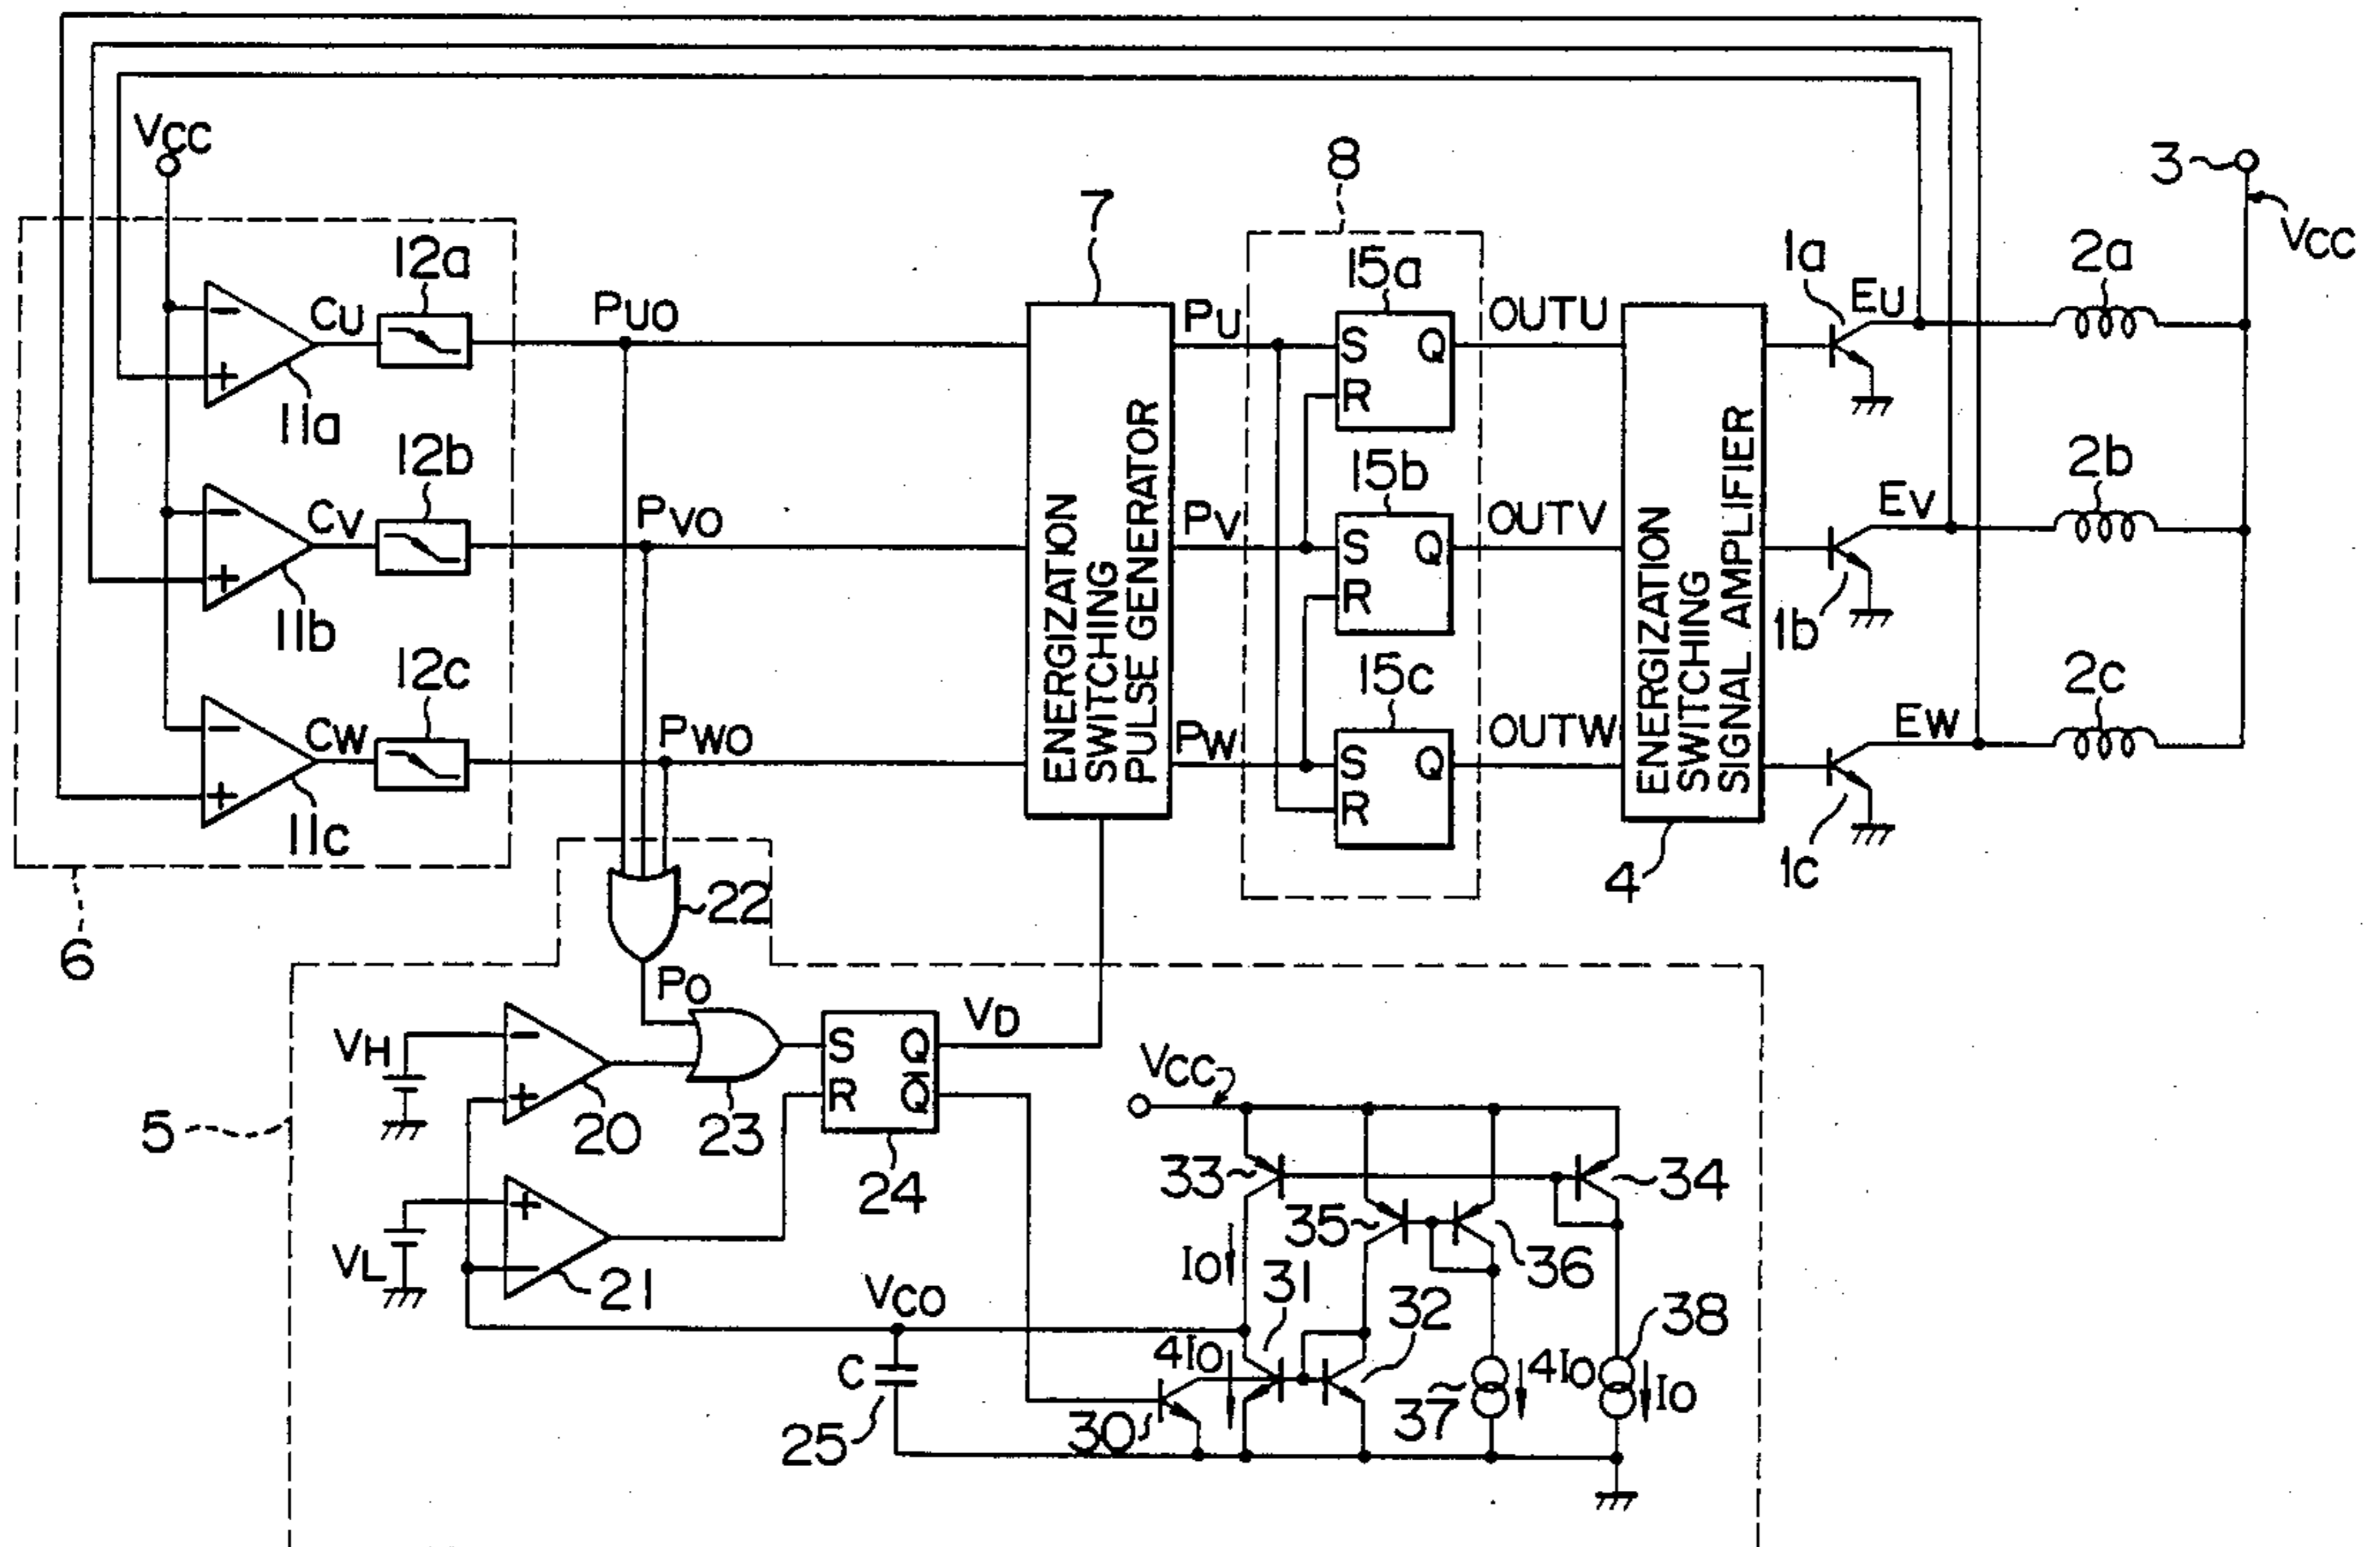 VCC
8
3
7
VCC
12a
15a
1a
EU
2a
CU
PUO
PU
S
Q
OUTU
R
11a
12b
15b
2b
EV
CV
PVO
PV
S
Q
OUTV
R
11b
1b
ENERGIZATION
SWITCHING
PULSE GENERATOR
ENERGIZATION
SWITCHING
SIGNAL AMPLIFIER
12c
15c
2c
EW
CW
PWO
PW
S
Q
OUTW
R
11c
4
1c
22
6
PO
VD
VH
S
Q
R
Q̅
VCC
5
20
23
24
33
34
35
36
VL
21
IO
31
32
38
VCO
C
4IO
4IO
IO
25
30
37
− + − + − +
− + + −